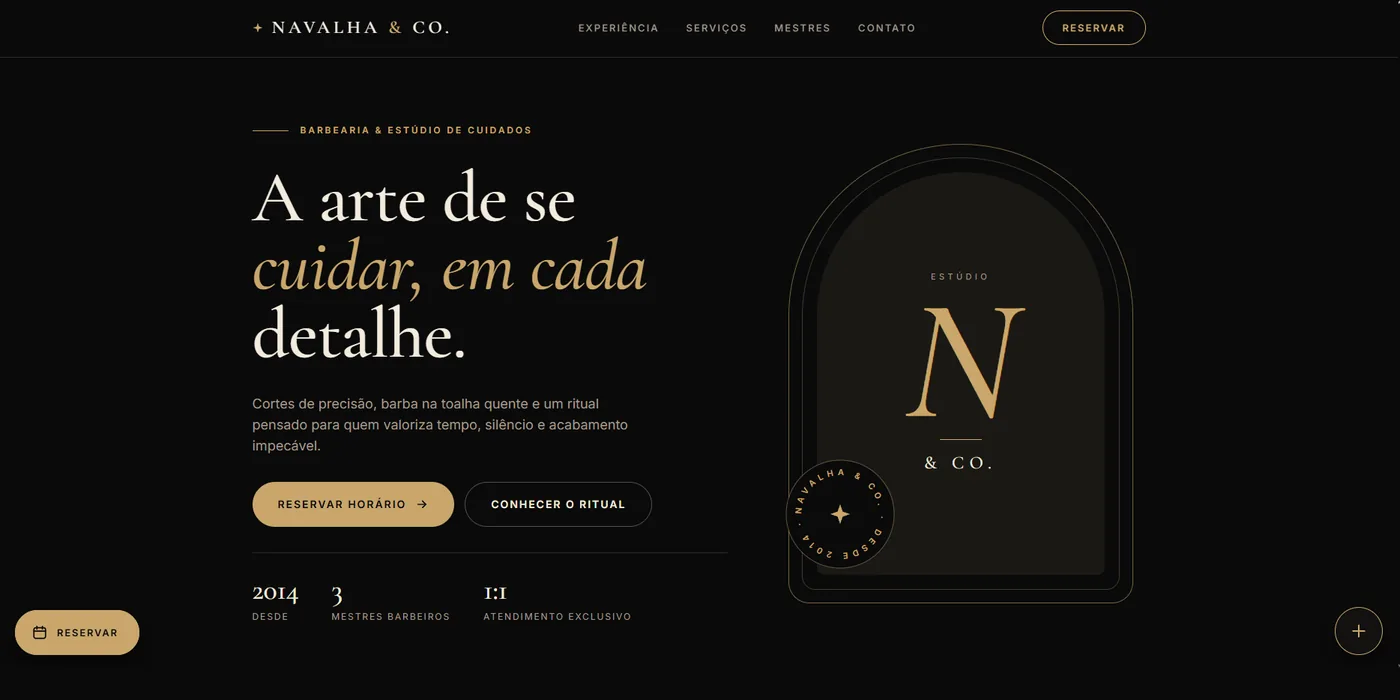 NAVALHA & CO.
EXPERIÊNCIA
SERVIÇOS
MESTRES
CONTATO
RESERVAR
BARBEARIA & ESTÚDIO DE CUIDADOS
A arte de se
cuidar, em cada
detalhe.
Cortes de precisão, barba na toalha quente e um ritual
pensado para quem valoriza tempo, silêncio e acabamento
impecável.
RESERVAR HORÁRIO →
CONHECER O RITUAL
2014
DESDE
3
MESTRES BARBEIROS
1:1
ATENDIMENTO EXCLUSIVO
ESTÚDIO
N
& CO.
NAVALHA & CO. · DESDE 2014 ·
RESERVAR
+